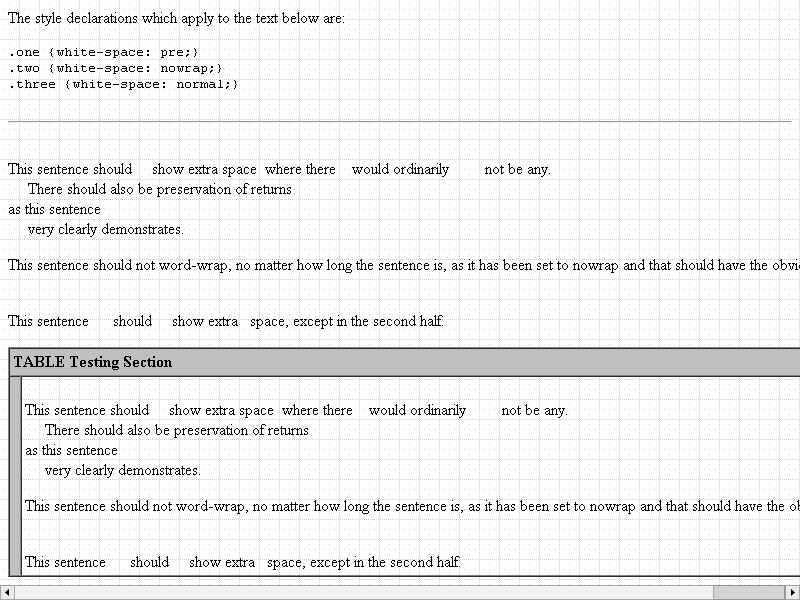 The style declarations which apply to the text below are:
.one {white-space: pre;}
.two {white-space: nowrap;}
.three {white-space: normal;}
This sentence should     show extra space  where there    would ordinarily         not be any.
     There should also be preservation of returns
as this sentence
     very clearly demonstrates.
This sentence should not word-wrap, no matter how long the sentence is, as it has been set to nowrap and that should have the
This sentence      should     show extra   space, except in the second half.
TABLE Testing Section
This sentence should     show extra space  where there    would ordinarily         not be any.
     There should also be preservation of returns
as this sentence
     very clearly demonstrates.
This sentence should not word-wrap, no matter how long the sentence is, as it has been set to nowrap and that should have the
This sentence      should     show extra   space, except in the second half.